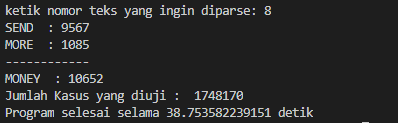 ketik nomor teks yang ingin diparse: 8
SEND  : 9567
MORE  : 1085
------------
MONEY  : 10652
Jumlah Kasus yang diuji :  1748170
Program selesai selama 38.753582239151 detik